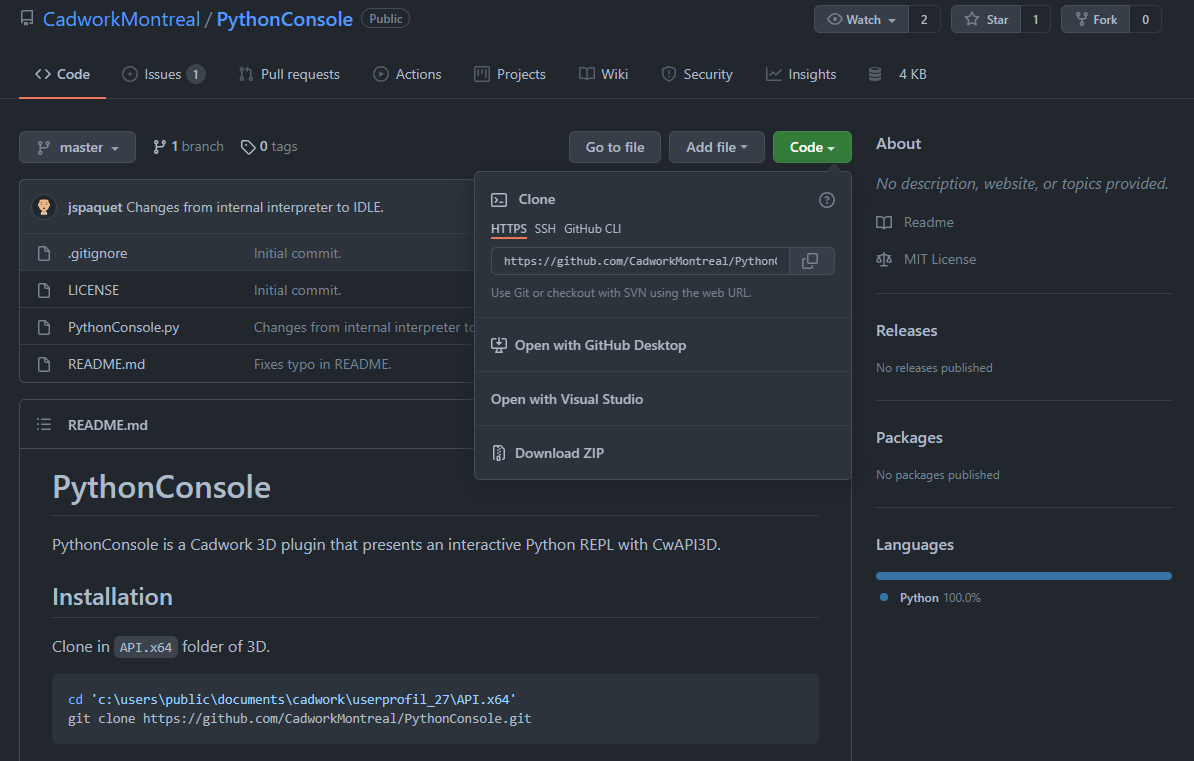 CadworkMontreal / PythonConsole Public
Watch 2 Star 1 Fork 0
Code Issues 1 Pull requests Actions Projects Wiki Security Insights 4 KB
master 1 branch 0 tags Go to file Add file Code
jspaquet Changes from internal interpreter to IDLE.
.gitignore Initial commit.
LICENSE Initial commit.
PythonConsole.py Changes from internal interpreter to
README.md Fixes typo in README.
Clone
HTTPS SSH GitHub CLI
https://github.com/CadworkMontreal/Python
Use Git or checkout with SVN using the web URL.
Open with GitHub Desktop
Open with Visual Studio
Download ZIP
README.md
PythonConsole
PythonConsole is a Cadwork 3D plugin that presents an interactive Python REPL with CwAPI3D.
Installation
Clone in API.x64 folder of 3D.
cd 'c:\users\public\documents\cadwork\userprofil_27\API.x64'
git clone https://github.com/CadworkMontreal/PythonConsole.git
About
No description, website, or topics provided.
Readme
MIT License
Releases
No releases published
Packages
No packages published
Languages
Python 100.0%